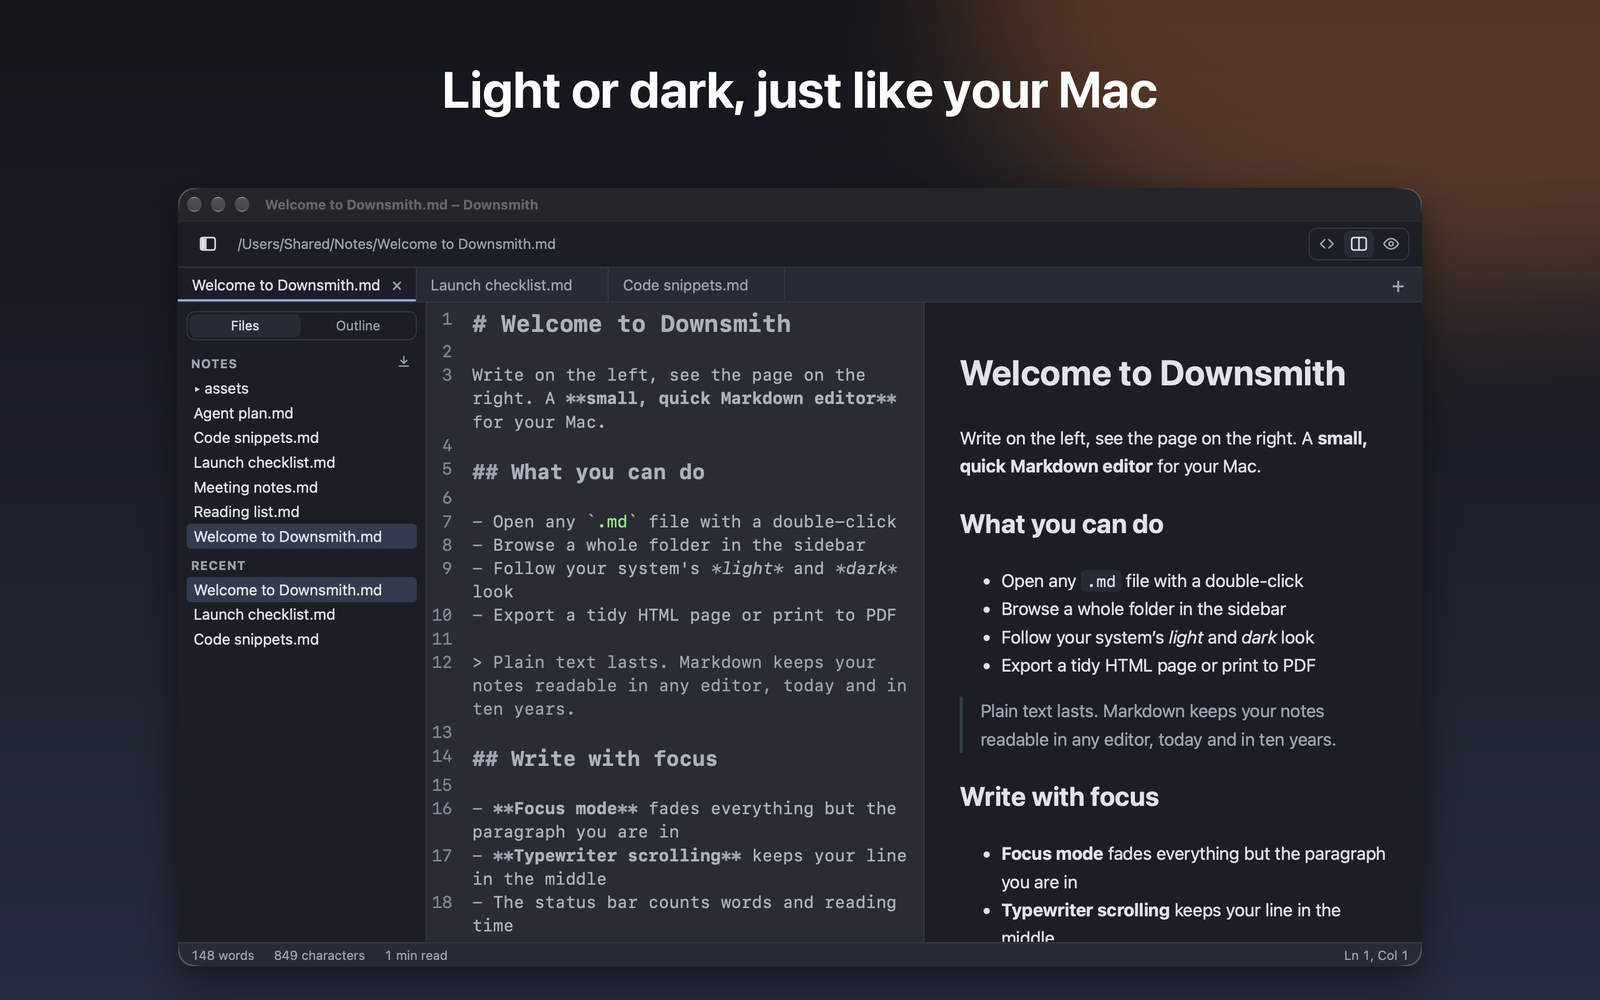 Light or dark, just like your Mac
Welcome to Downsmith.md – Downsmith
/Users/Shared/Notes/Welcome to Downsmith.md
Welcome to Downsmith.md
Launch checklist.md
Code snippets.md
Files
Outline
NOTES
assets
Agent plan.md
Code snippets.md
Launch checklist.md
Meeting notes.md
Reading list.md
Welcome to Downsmith.md
RECENT
Welcome to Downsmith.md
Launch checklist.md
Code snippets.md
1 # Welcome to Downsmith
2
3 Write on the left, see the page on the
right. A **small, quick Markdown editor**
for your Mac.
4
5 ## What you can do
6
7 - Open any `.md` file with a double-click
8 - Browse a whole folder in the sidebar
9 - Follow your system's *light* and *dark*
look
10 - Export a tidy HTML page or print to PDF
11
12 > Plain text lasts. Markdown keeps your
notes readable in any editor, today and in
ten years.
13
14 ## Write with focus
15
16 - **Focus mode** fades everything but the
paragraph you are in
17 - **Typewriter scrolling** keeps your line
in the middle
18 - The status bar counts words and reading
time
Welcome to Downsmith
Write on the left, see the page on the right. A small,
quick Markdown editor for your Mac.
What you can do
• Open any .md file with a double-click
• Browse a whole folder in the sidebar
• Follow your system’s light and dark look
• Export a tidy HTML page or print to PDF
Plain text lasts. Markdown keeps your notes
readable in any editor, today and in ten years.
Write with focus
• Focus mode fades everything but the paragraph
you are in
• Typewriter scrolling keeps your line in the
middle
148 words
849 characters
1 min read
Ln 1, Col 1